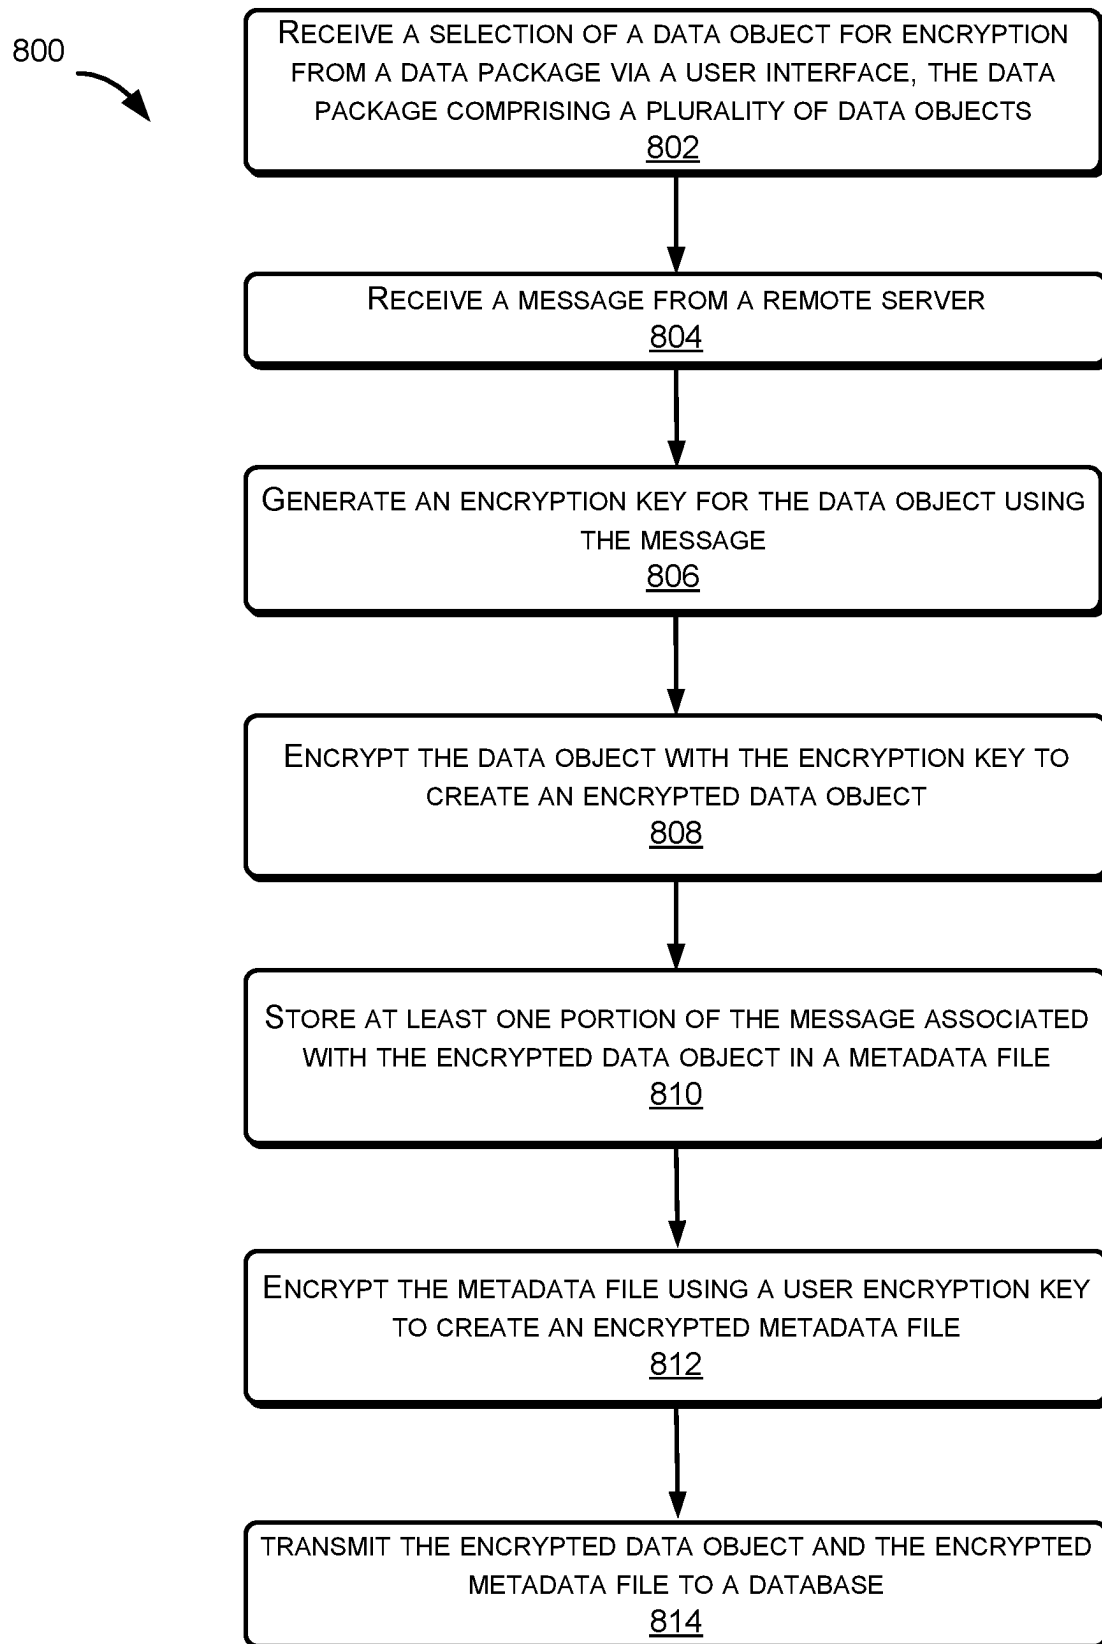 800
RECEIVE A SELECTION OF A DATA OBJECT FOR ENCRYPTION
FROM A DATA PACKAGE VIA A USER INTERFACE, THE DATA
PACKAGE COMPRISING A PLURALITY OF DATA OBJECTS
802
RECEIVE A MESSAGE FROM A REMOTE SERVER
804
GENERATE AN ENCRYPTION KEY FOR THE DATA OBJECT USING
THE MESSAGE
806
ENCRYPT THE DATA OBJECT WITH THE ENCRYPTION KEY TO
CREATE AN ENCRYPTED DATA OBJECT
808
STORE AT LEAST ONE PORTION OF THE MESSAGE ASSOCIATED
WITH THE ENCRYPTED DATA OBJECT IN A METADATA FILE
810
ENCRYPT THE METADATA FILE USING A USER ENCRYPTION KEY
TO CREATE AN ENCRYPTED METADATA FILE
812
TRANSMIT THE ENCRYPTED DATA OBJECT AND THE ENCRYPTED
METADATA FILE TO A DATABASE
814